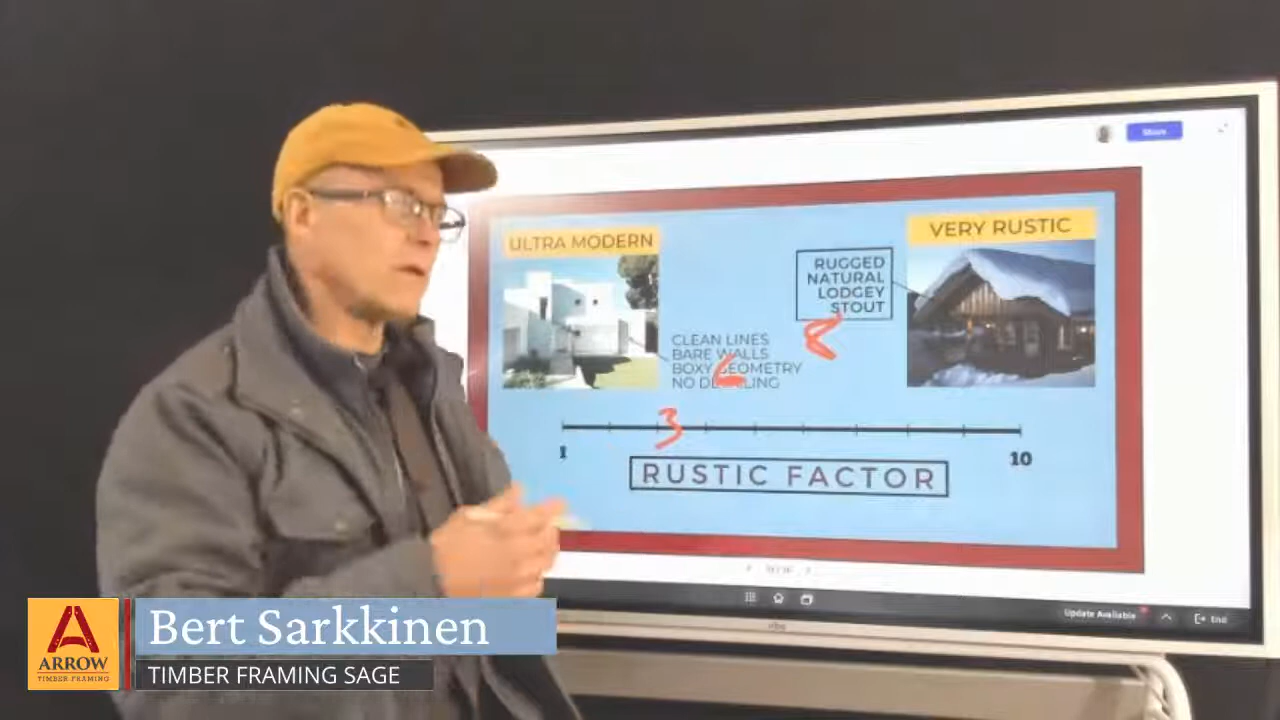 Share
ULTRA MODERN
VERY RUSTIC
RUGGED
NATURAL
LODGEY
STOUT
8
CLEAN LINES
BARE WALLS
BOXY GEOMETRY
NO
3
1
10
RUSTIC FACTOR
Update Available
End
Bert Sarkkinen
TIMBER FRAMING SAGE
A
ARROW
TIMBER FRAMING